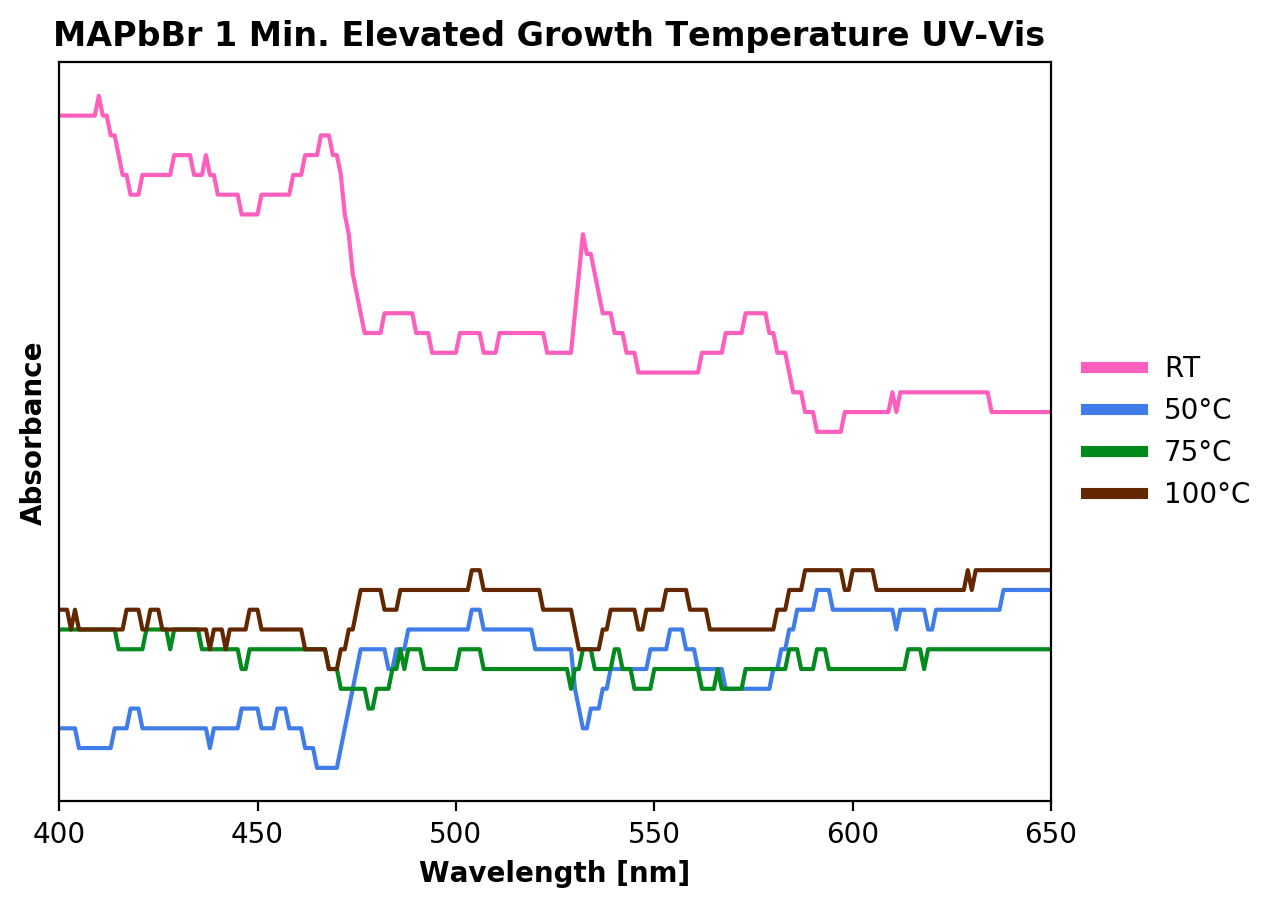 MAPbBr 1 Min. Elevated Growth Temperature UV-Vis
Absorbance
RT
50°C
75°C
100°C
400 450 500 550 600 650
Wavelength [nm]